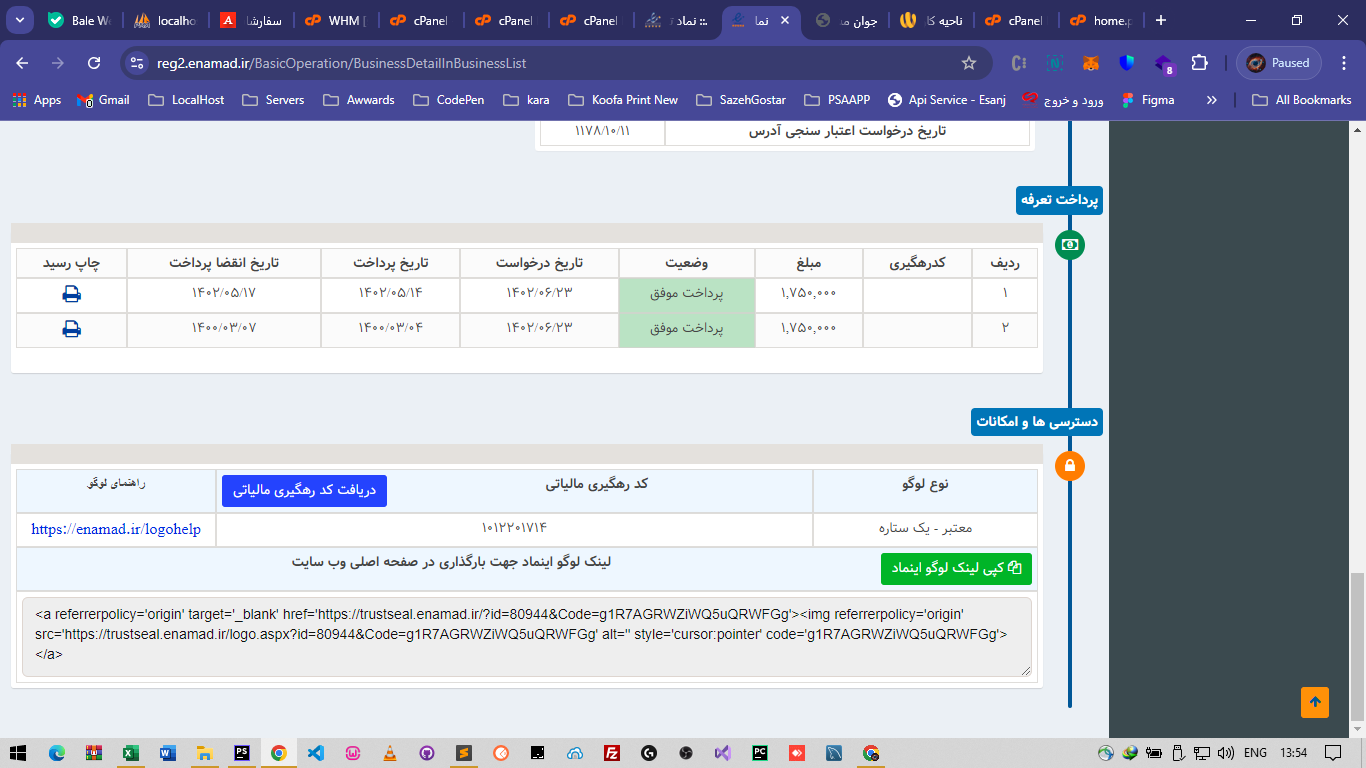 Bale We
localho
سفارشا
WHM [
cPanel
cPanel
cPanel
نماد ت
نما
جوان مد
ناحیه کا
cPanel
home.p
reg2.enamad.ir/BasicOperation/BusinessDetailInBusinessList
8
Paused
Apps
Gmail
LocalHost
Servers
Awwards
CodePen
kara
Koofa Print New
SazehGostar
PSAAPP
Api Service - Esanj
ورود و خروج
Figma
»
All Bookmarks
تاریخ درخواست اعتبار سنجی آدرس ۱۱۷۸/۱۰/۱۱
پرداخت تعرفه
ردیف کدرهگیری مبلغ وضعیت تاریخ درخواست تاریخ پرداخت تاریخ انقضا پرداخت چاپ رسید
۱ ۱,۷۵۰,۰۰۰ پرداخت موفق ۱۴۰۲/۰۶/۲۳ ۱۴۰۲/۰۵/۱۴ ۱۴۰۲/۰۵/۱۷
۲ ۱,۷۵۰,۰۰۰ پرداخت موفق ۱۴۰۲/۰۶/۲۳ ۱۴۰۰/۰۳/۰۴ ۱۴۰۰/۰۳/۰۷
دسترسی ها و امکانات
نوع لوگو کد رهگیری مالیاتی دریافت کد رهگیری مالیاتی راهنمای لوگو
معتبر - یک ستاره ۱۰۱۲۲۰۱۷۱۴ https://enamad.ir/logohelp
کپی لینک لوگو اینماد لینک لوگو اینماد جهت بارگذاری در صفحه اصلی وب سایت
<a referrerpolicy='origin' target='_blank' href='https://trustseal.enamad.ir/?id=80944&Code=g1R7AGRWZiWQ5uQRWFGg'><img referrerpolicy='origin'
src='https://trustseal.enamad.ir/logo.aspx?id=80944&Code=g1R7AGRWZiWQ5uQRWFGg' alt='' style='cursor:pointer' code='g1R7AGRWZiWQ5uQRWFGg'>
</a>
ENG
13:54